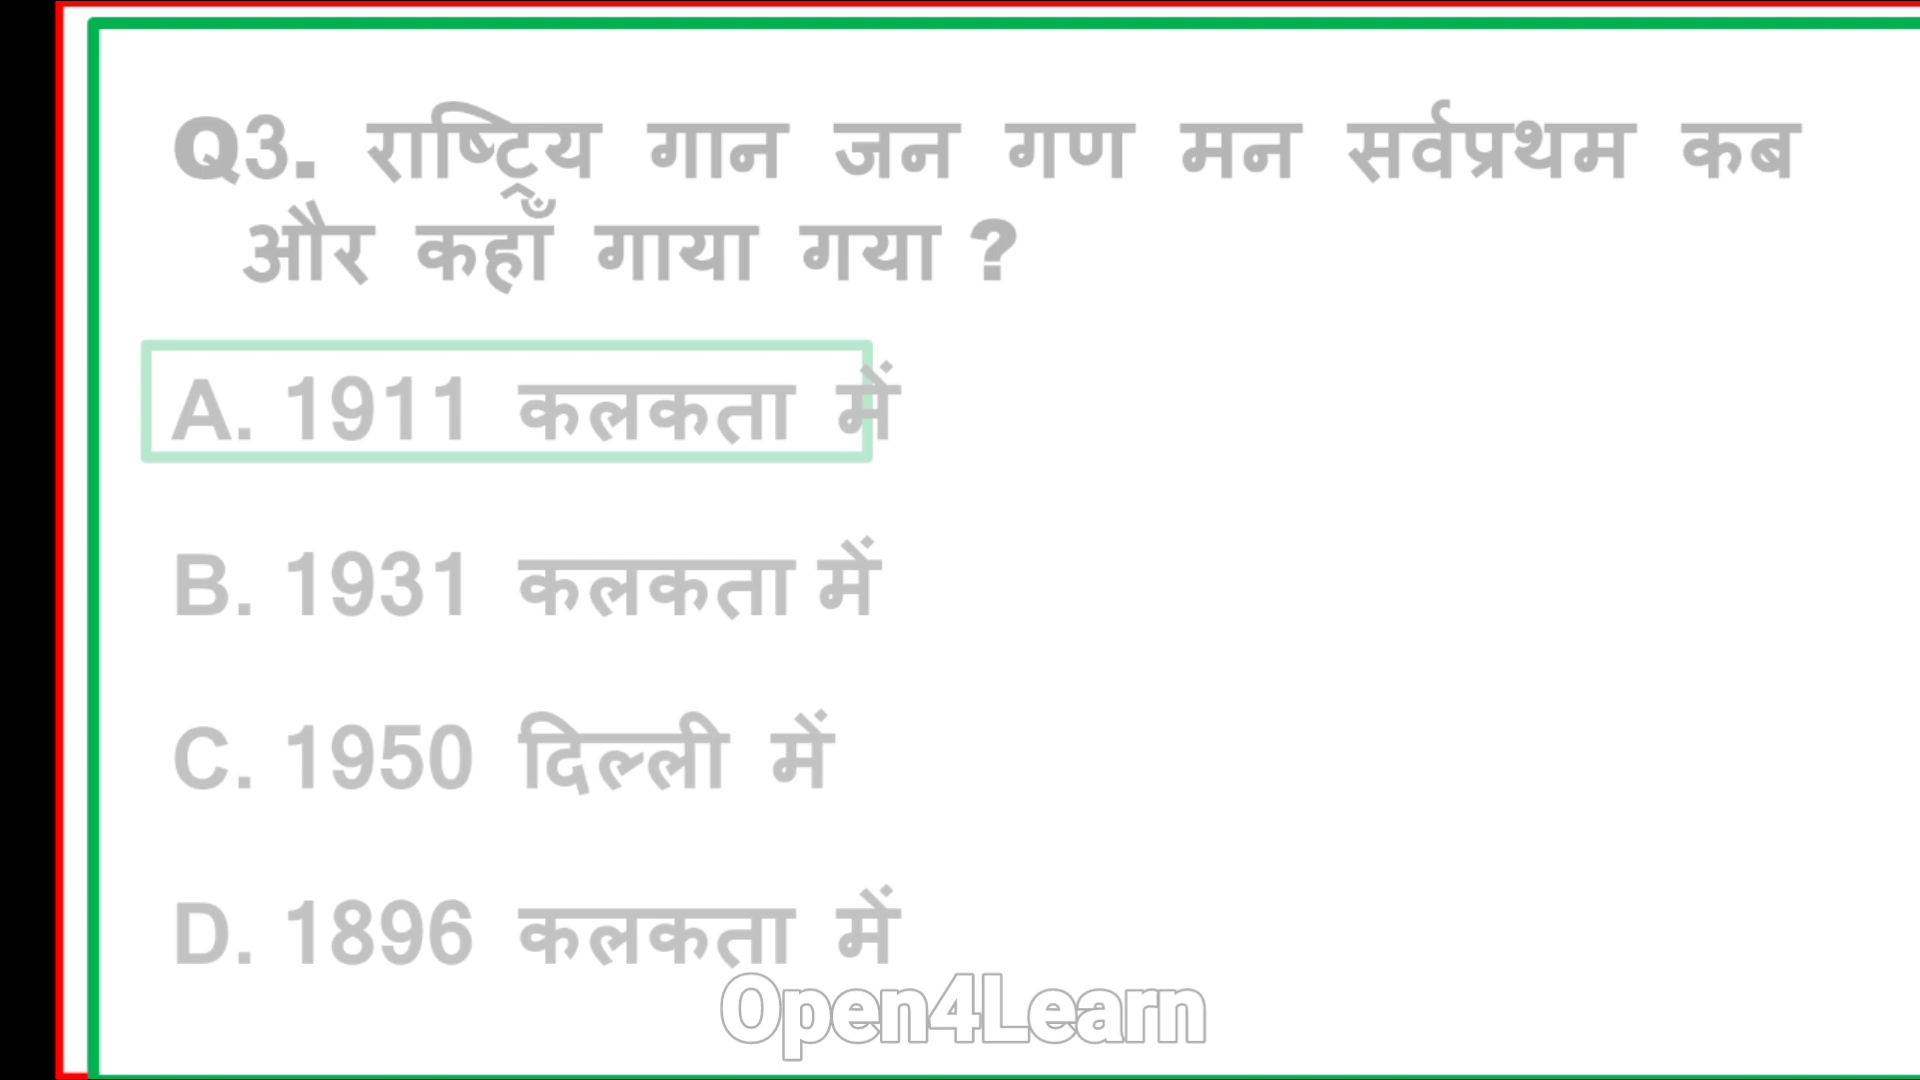 Q3. राष्ट्रिय गान जन गण मन सर्वप्रथम कब
और कहाँ गाया गया ?
A. 1911 कलकता में
B. 1931 कलकता में
C. 1950 दिल्ली में
D. 1896 कलकता में
Open4Learn